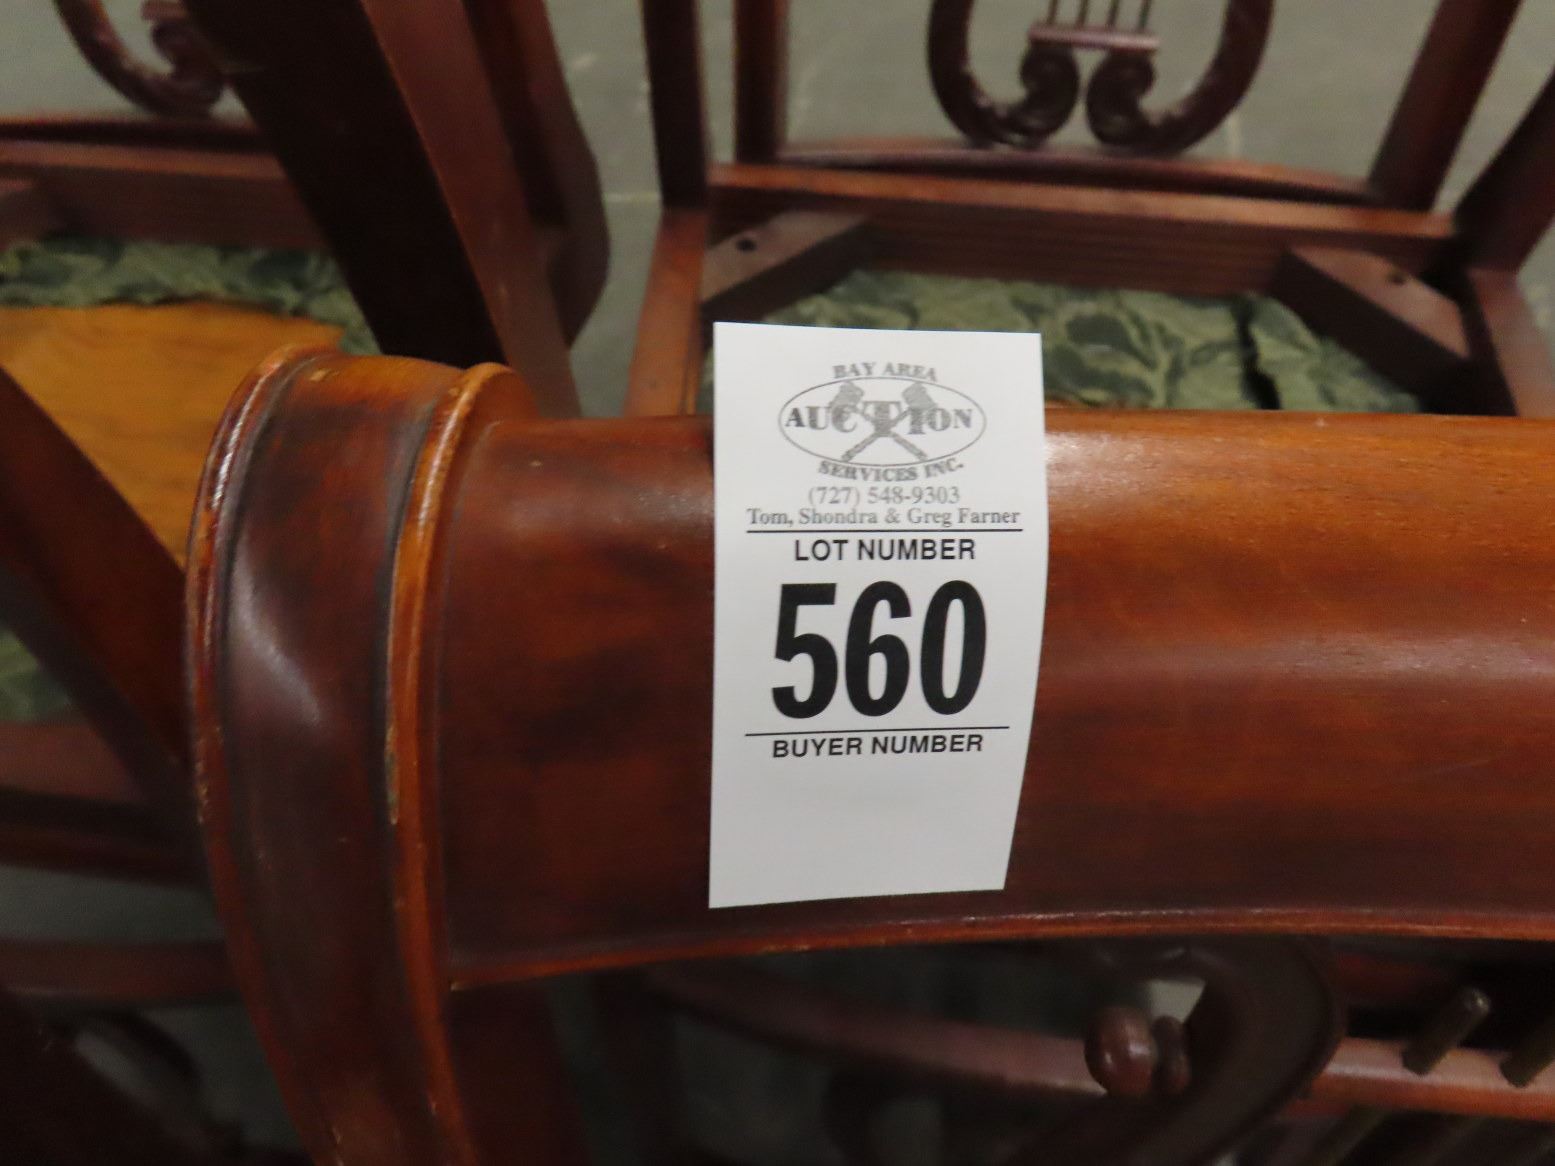 BAY AREA
AUCTION
SERVICES INC.
(727) 548-9303
Tom, Shondra & Greg Farner
LOT NUMBER
560
BUYER NUMBER